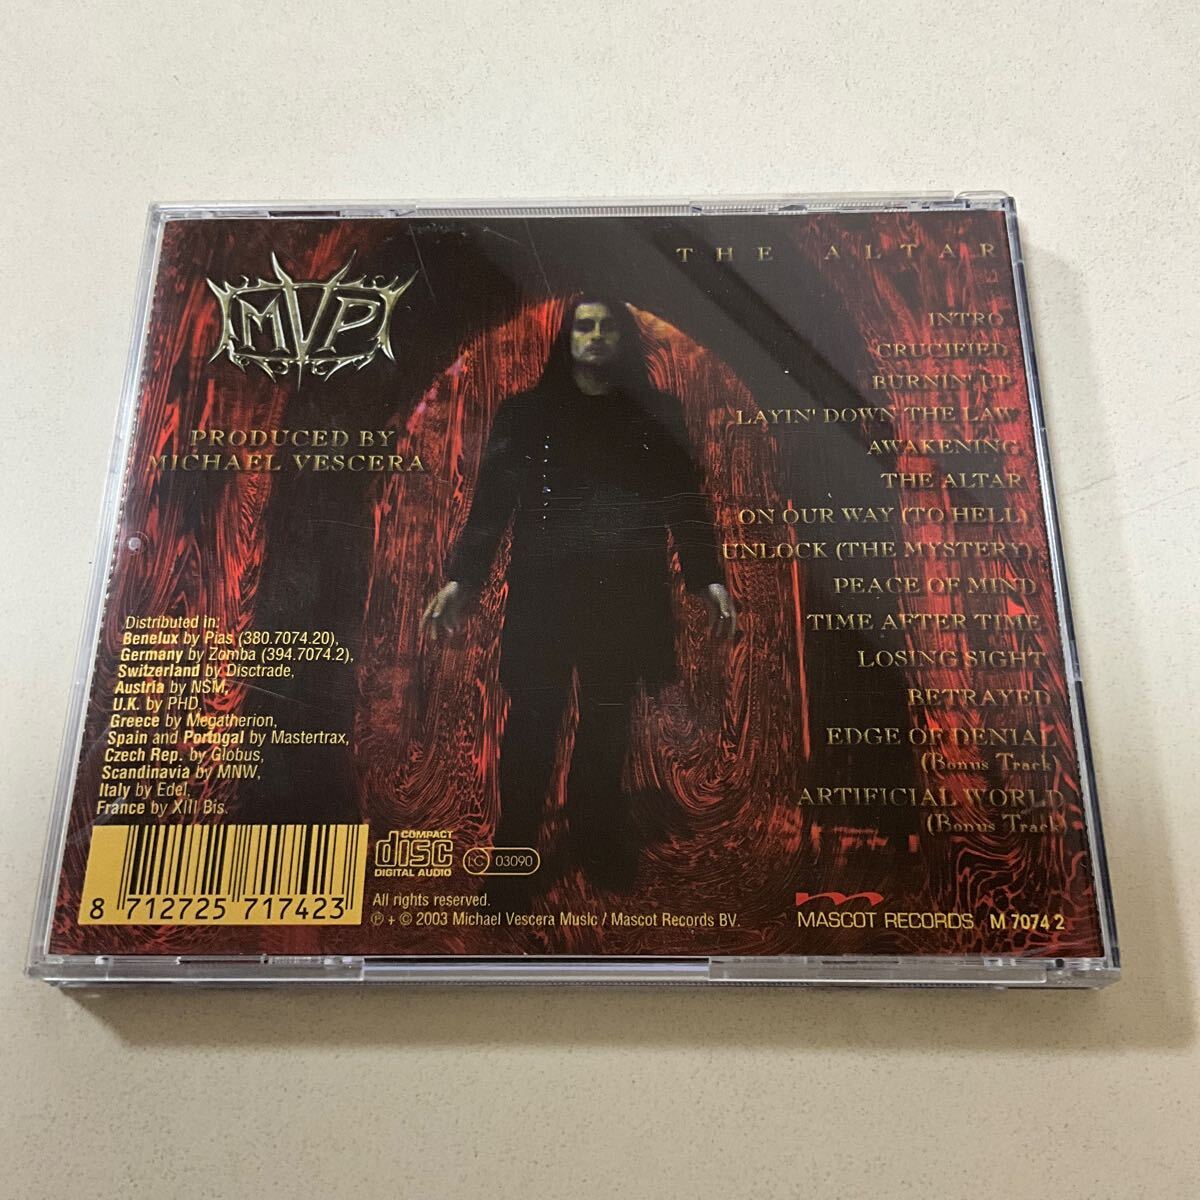 MVP
PRODUCED BY
MICHAEL VESCERA
THE ALTAR
INTRO
CRUCIFIED
BURNIN' UP
LAYIN' DOWN THE LAW
AWAKENING
THE ALTAR
ON OUR WAY (TO HELL)
UNLOCK (THE MYSTERY)
PEACE OF MIND
TIME AFTER TIME
LOSING SIGHT
BETRAYED
EDGE OF DENIAL
(Bonus Track)
ARTIFICIAL WORLD
(Bonus Track)
Distributed in:
Benelux by Pias (380.7074.20),
Germany by Zomba (394.7074.2),
Switzerland by Disctrade,
Austria by NSM,
U.K. by PHD,
Greece by Megatherion,
Spain and Portugal by Mastertrax,
Czech Rep. by Globus,
Scandinavia by MNW,
Italy by Edel,
France by XIII Bis.
8 712725 717423
COMPACT
disc
DIGITAL AUDIO
LC 03090
All rights reserved.
℗ + © 2003 Michael Vescera Music / Mascot Records BV.
MASCOT RECORDS
M 7074 2